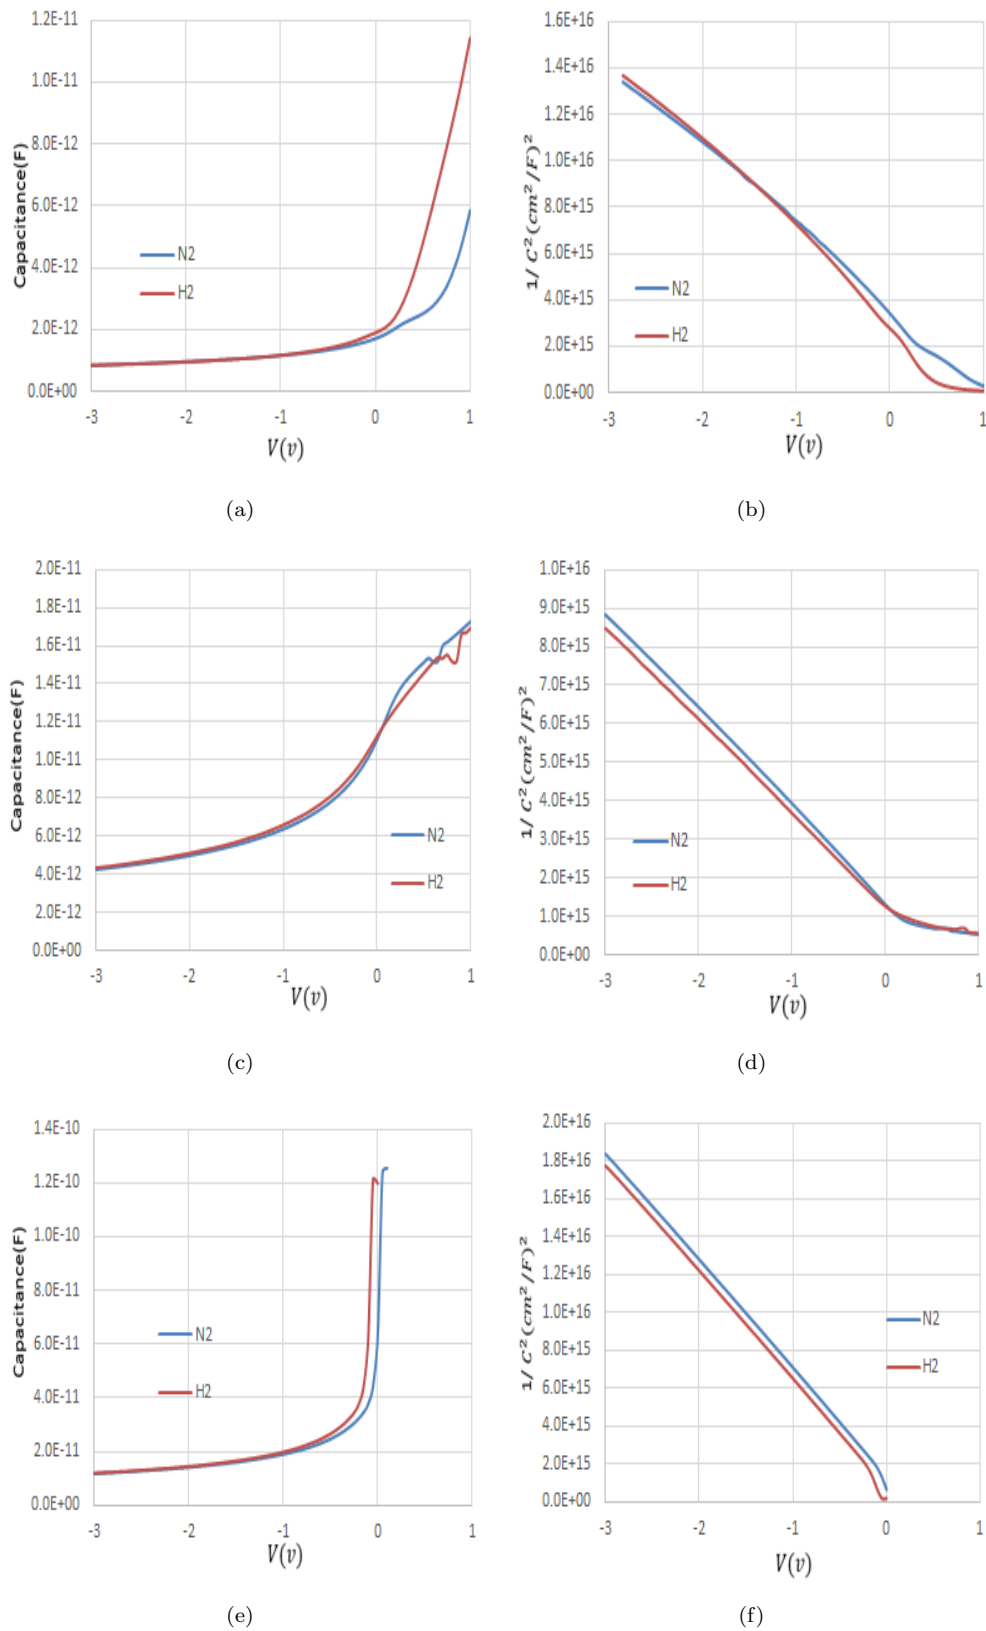 1.2E-11
1.0E-11
8.0E-12
6.0E-12
4.0E-12
2.0E-12
0.0E+00
Capacitance(F)
N2
H2
-3 -2 -1 0 1
V(v)
(a)
1.6E+16
1.4E+16
1.2E+16
1.0E+16
8.0E+15
6.0E+15
4.0E+15
2.0E+15
0.0E+00
1/ C²(cm²/F)²
N2
H2
-3 -2 -1 0 1
V(v)
(b)
2.0E-11
1.8E-11
1.6E-11
1.4E-11
1.2E-11
1.0E-11
8.0E-12
6.0E-12
4.0E-12
2.0E-12
0.0E+00
Capacitance(F)
N2
H2
-3 -2 -1 0 1
V(v)
(c)
1.0E+16
9.0E+15
8.0E+15
7.0E+15
6.0E+15
5.0E+15
4.0E+15
3.0E+15
2.0E+15
1.0E+15
0.0E+00
1/ C²(cm²/F)²
N2
H2
-3 -2 -1 0 1
V(v)
(d)
1.4E-10
1.2E-10
1.0E-10
8.0E-11
6.0E-11
4.0E-11
2.0E-11
0.0E+00
Capacitance(F)
N2
H2
-3 -2 -1 0 1
V(v)
(e)
2.0E+16
1.8E+16
1.6E+16
1.4E+16
1.2E+16
1.0E+16
8.0E+15
6.0E+15
4.0E+15
2.0E+15
0.0E+00
1/ C²(cm²/F)²
N2
H2
-3 -2 -1 0 1
V(v)
(f)